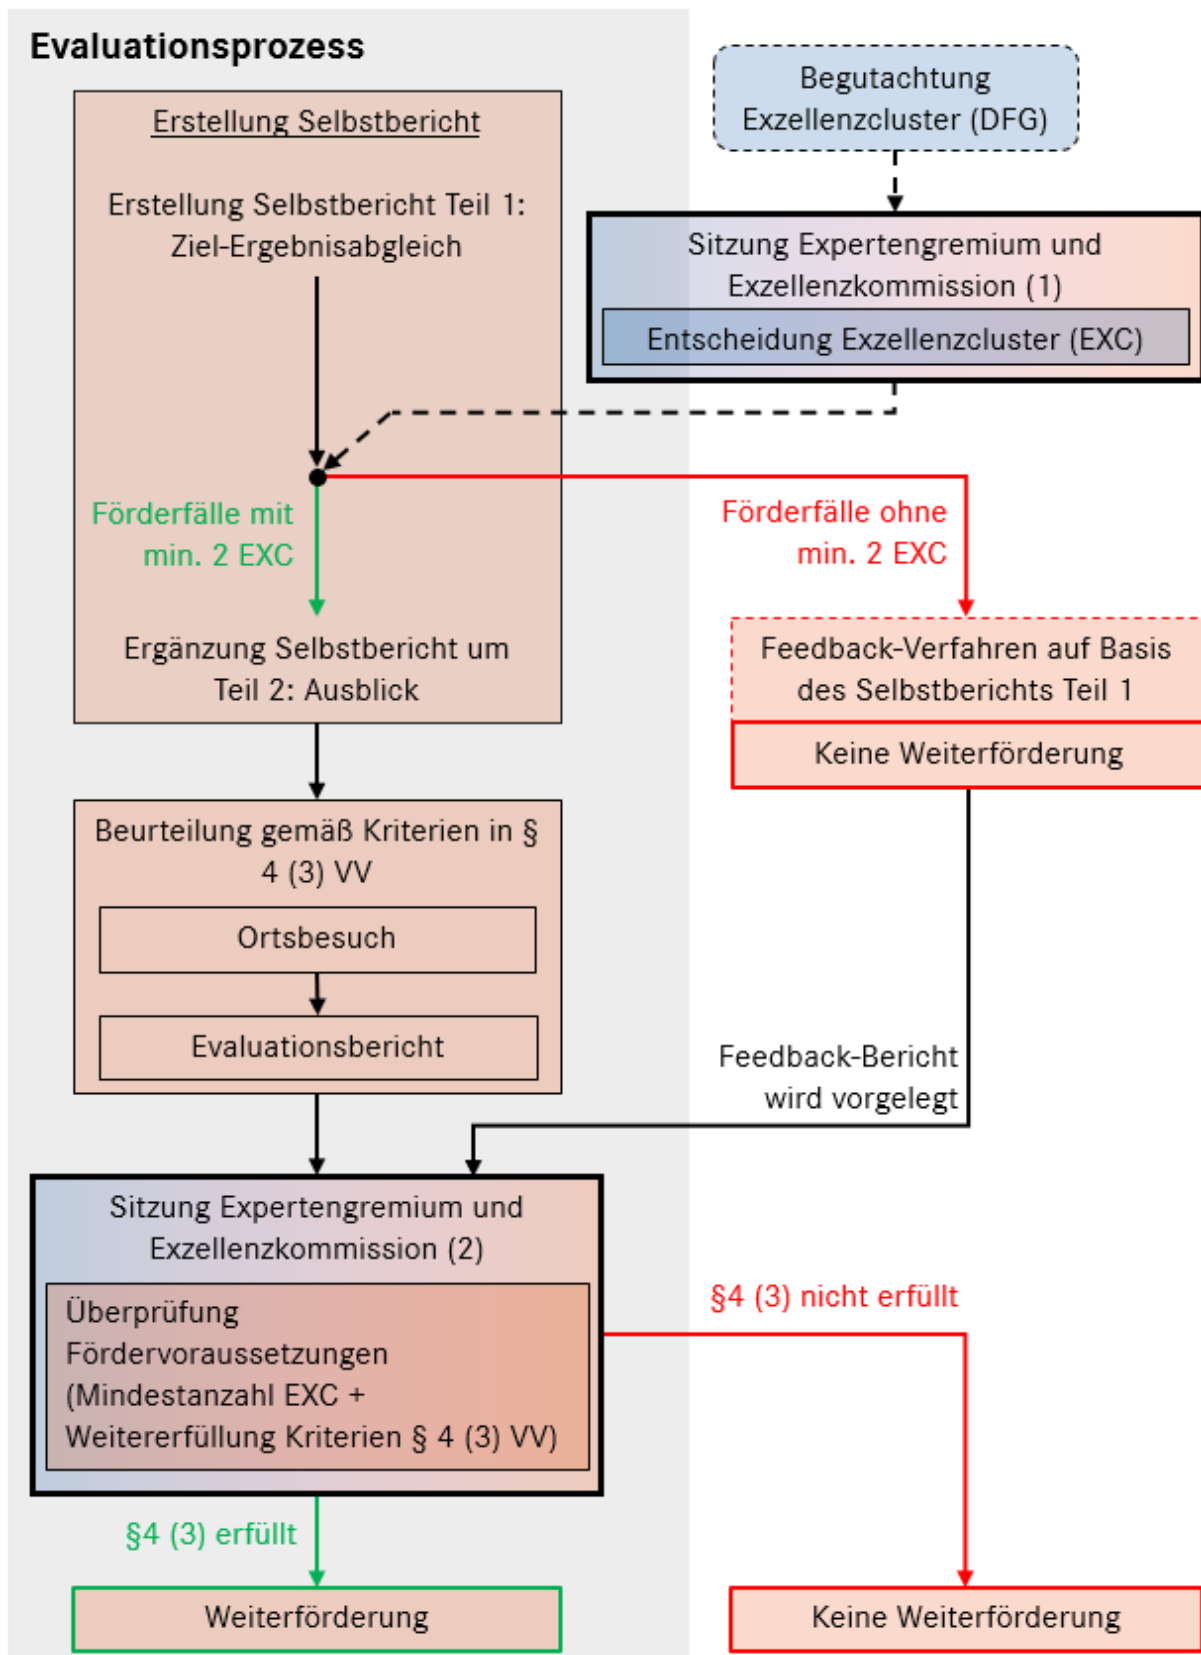 Evaluationsprozess
Erstellung Selbstbericht
Erstellung Selbstbericht Teil 1:
Ziel-Ergebnisabgleich
Begutachtung
Exzellenzcluster (DFG)
Sitzung Expertengremium und
Exzellenzkommission (1)
Entscheidung Exzellenzcluster (EXC)
Förderfälle mit
min. 2 EXC
Förderfälle ohne
min. 2 EXC
Ergänzung Selbstbericht um
Teil 2: Ausblick
Feedback-Verfahren auf Basis
des Selbstberichts Teil 1
Keine Weiterförderung
Beurteilung gemäß Kriterien in §
4 (3) VV
Ortsbesuch
Evaluationsbericht
Feedback-Bericht
wird vorgelegt
Sitzung Expertengremium und
Exzellenzkommission (2)
Überprüfung
Fördervoraussetzungen
(Mindestanzahl EXC +
Weitererfüllung Kriterien § 4 (3) VV)
§4 (3) nicht erfüllt
§4 (3) erfüllt
Weiterförderung
Keine Weiterförderung